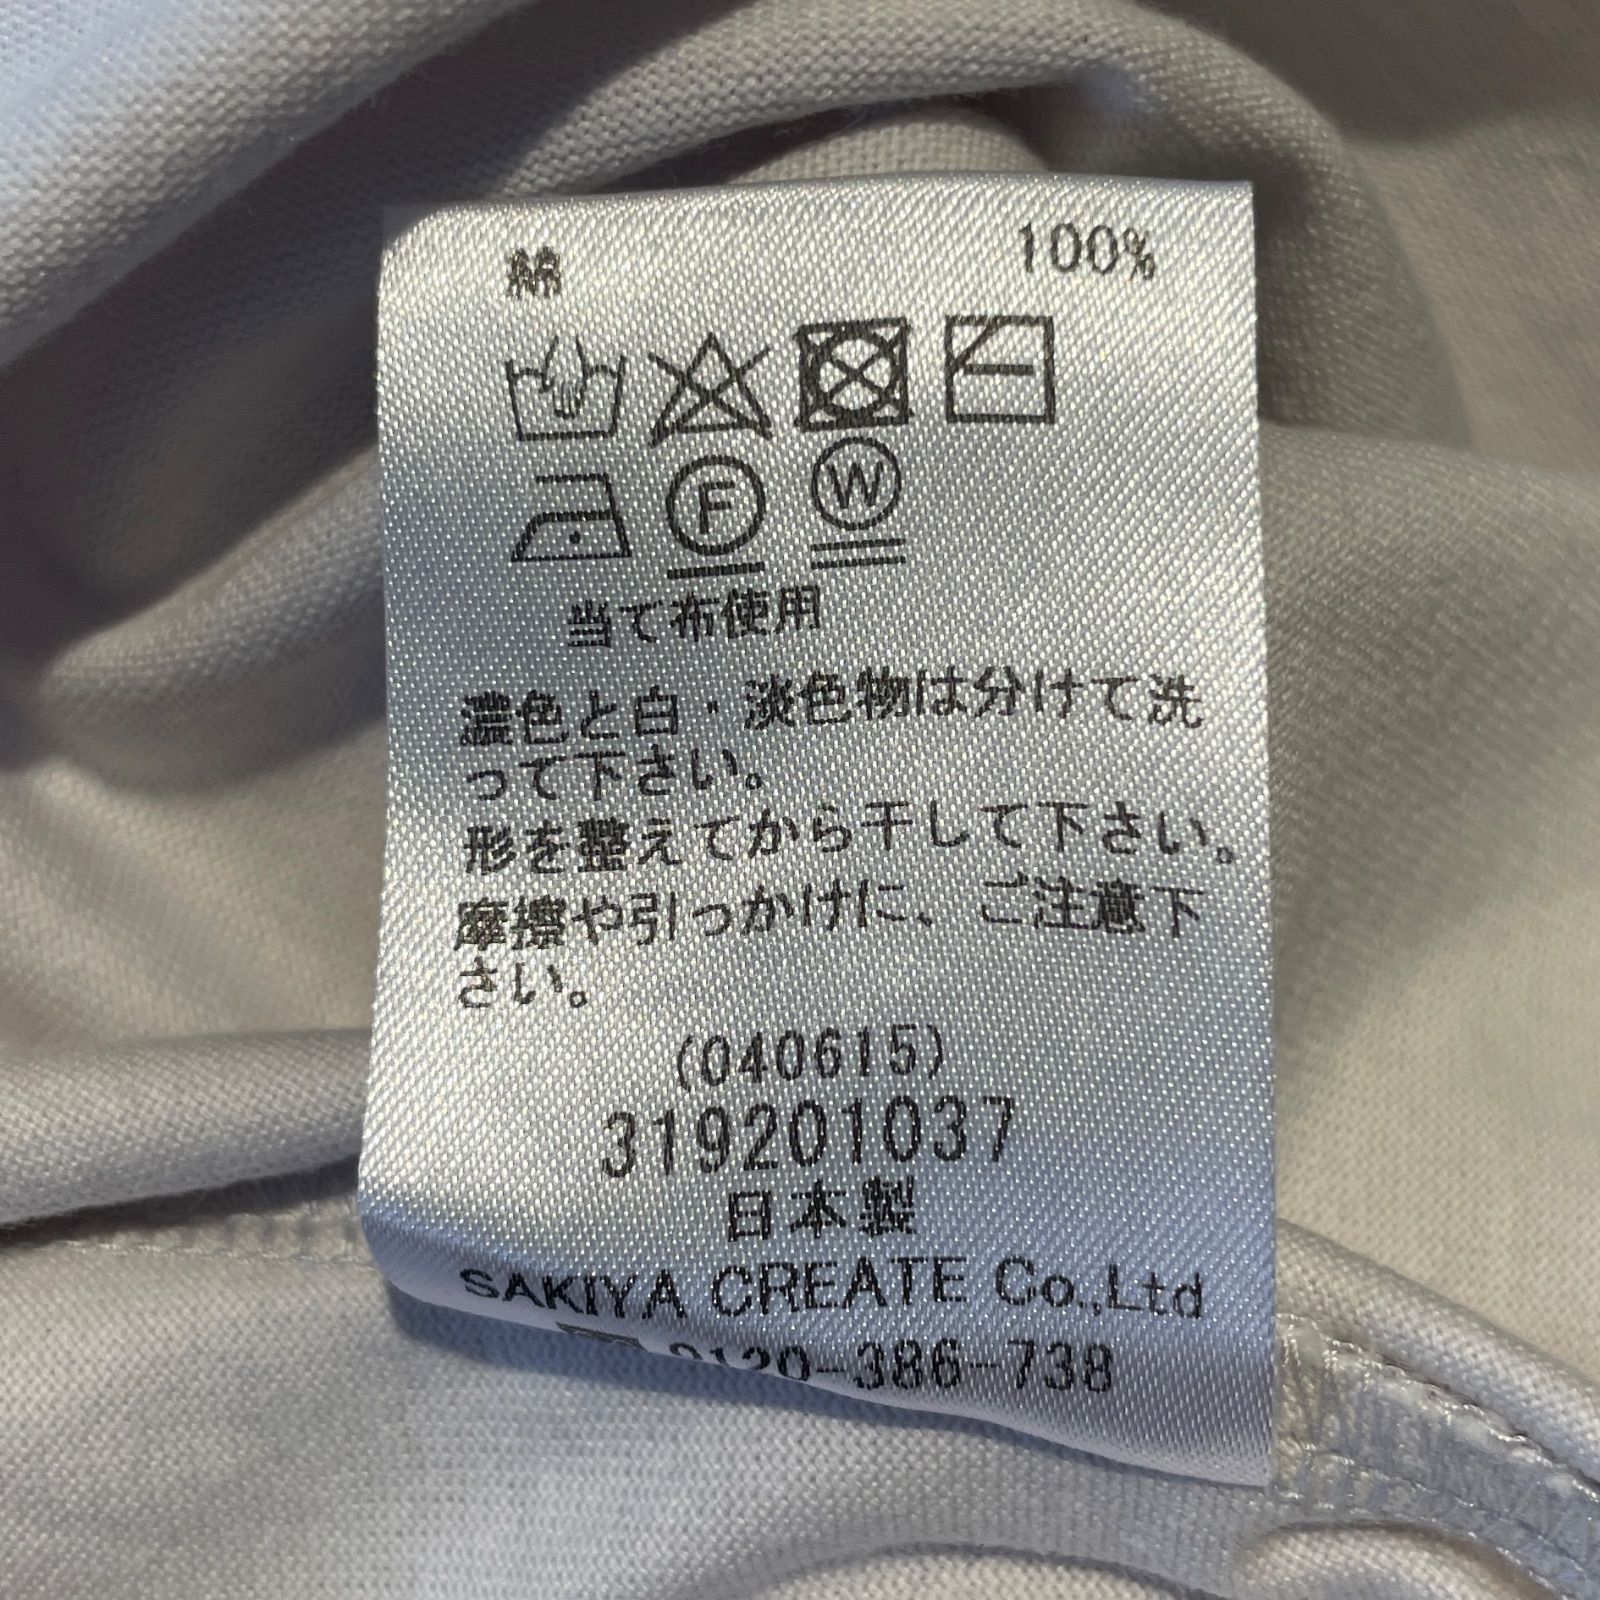 綿 100%
F W
当て布使用
濃色と白・淡色物は分けて洗
って下さい。
形を整えてから干して下さい。
摩擦や引っかけに、ご注意下
さい。
(040615)
319201037
日本製
SAKIYA CREATE Co.,Ltd
0120-386-738